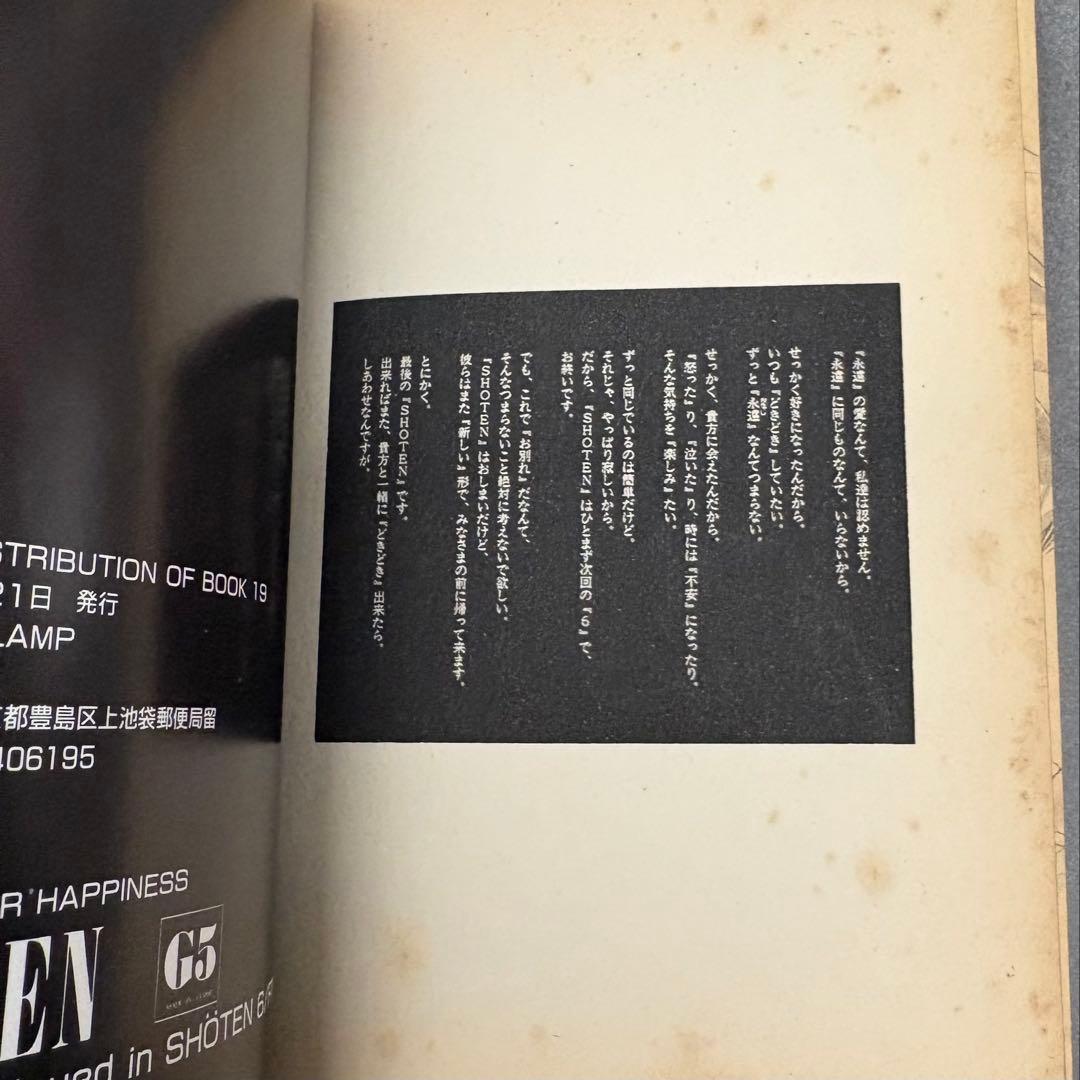 『永遠』の愛なんて、私達は認めません。
『永遠』に同じものなんて、いらないから。
せっかく好きになったんだから。
いつも『どきどき』していたい。
ずっと『永遠』なんてつまらない。
せっかく、貴方に会えたんだから。
『怒った』り、『泣いた』り、時には『不安』になったり。
そんな気持ちを『楽しみ』たい。
ずっと同じでいるのは簡単だけど。
それじゃ、やっぱり寂しいから。
だから、『SHOTEN』はひとまず次回の『6』で、
お終いです。
でも、これで『お別れ』だなんて、
そんなつまらないこと絶対に考えないで欲しい。
『SHOTEN』はおしまいだけど、
彼らはまた『新しい』形で、みなさまの前に帰って来ます。
とにかく。
最後の『SHOTEN』です。
出来ればまた、貴方と一緒に『どきどき』出来たら。
しあわせなんですが。
STRIBUTION OF BOOK 19
21日 発行
LAMP
都豊島区上池袋郵便局留
406195
R HAPPINESS
EN
G5
ued in SHÖTEN 6/